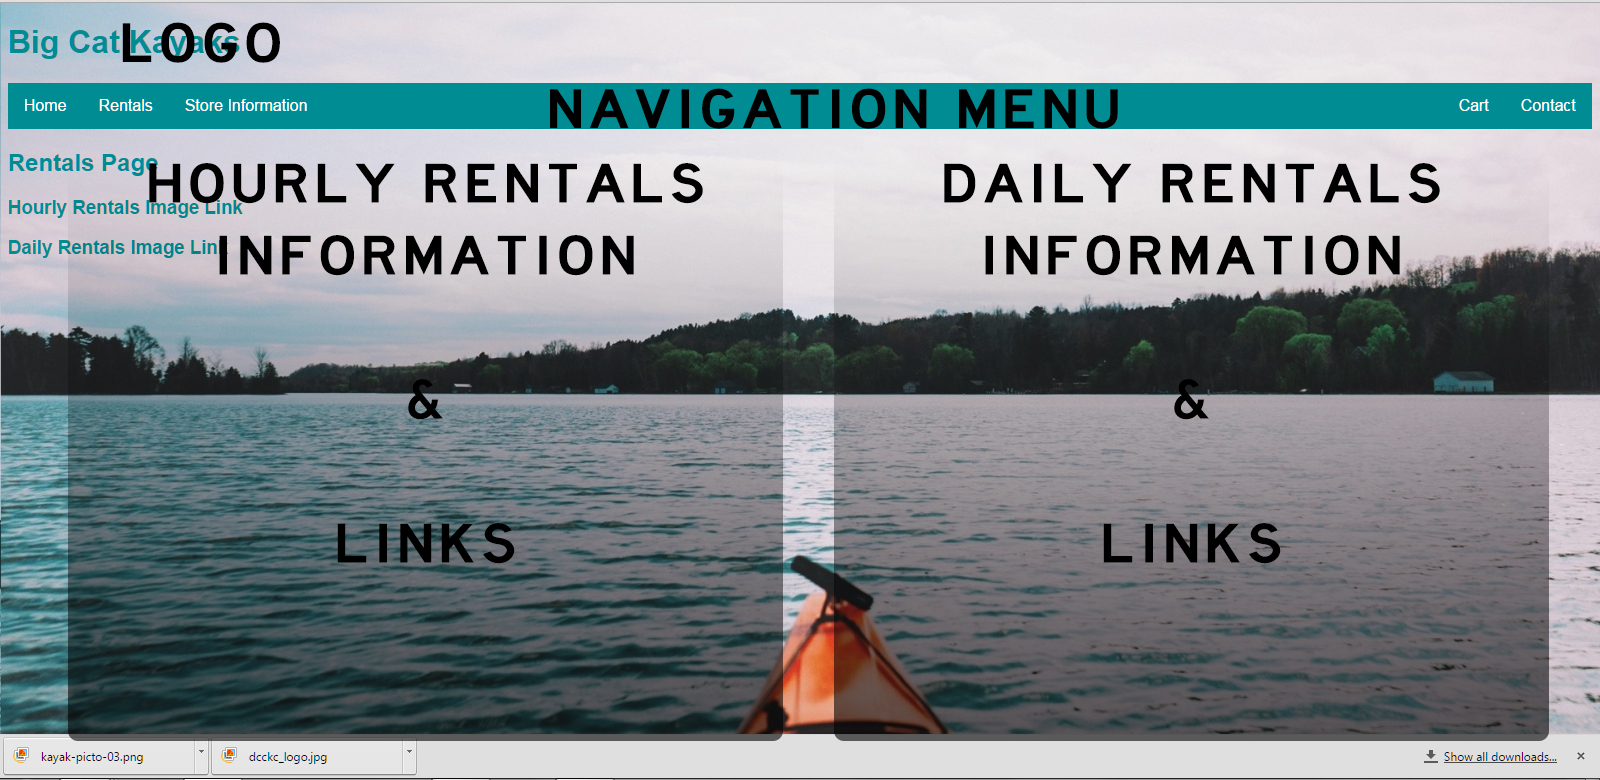 Big Cat Kayaks
LOGO
Home Rentals Store Information
NAVIGATION MENU
Cart Contact
Rentals Page
Hourly Rentals Image Link
Daily Rentals Image Link
HOURLY RENTALS
INFORMATION
&
LINKS
DAILY RENTALS
INFORMATION
&
LINKS
kayak-picto-03.png
dcckc_logo.jpg
Show all downloads...